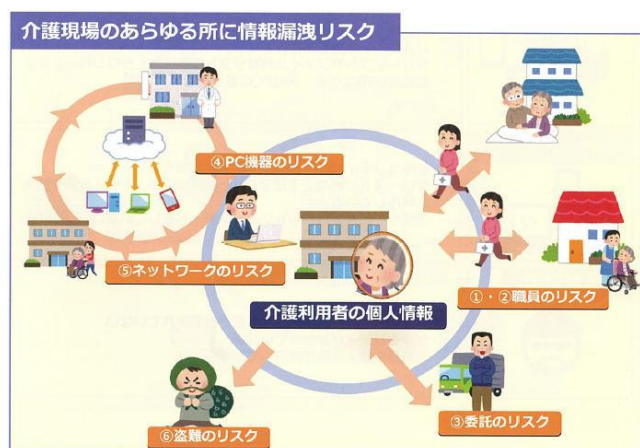 介護現場のあらゆる所に情報漏洩リスク
④PC機器のリスク
⑤ネットワークのリスク
介護利用者の個人情報
①・②職員のリスク
③委託のリスク
⑥盗難のリスク